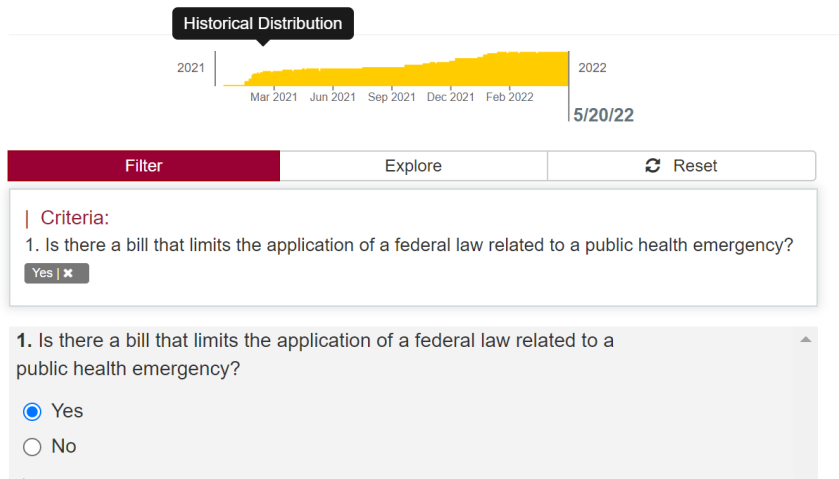 Historical Distribution
2021
2022
Mar 2021 Jun 2021 Sep 2021 Dec 2021 Feb 2022
5/20/22
Filter Explore Reset
| Criteria:
1. Is there a bill that limits the application of a federal law related to a public health emergency?
Yes | ✖
1. Is there a bill that limits the application of a federal law related to a
public health emergency?
Yes
No